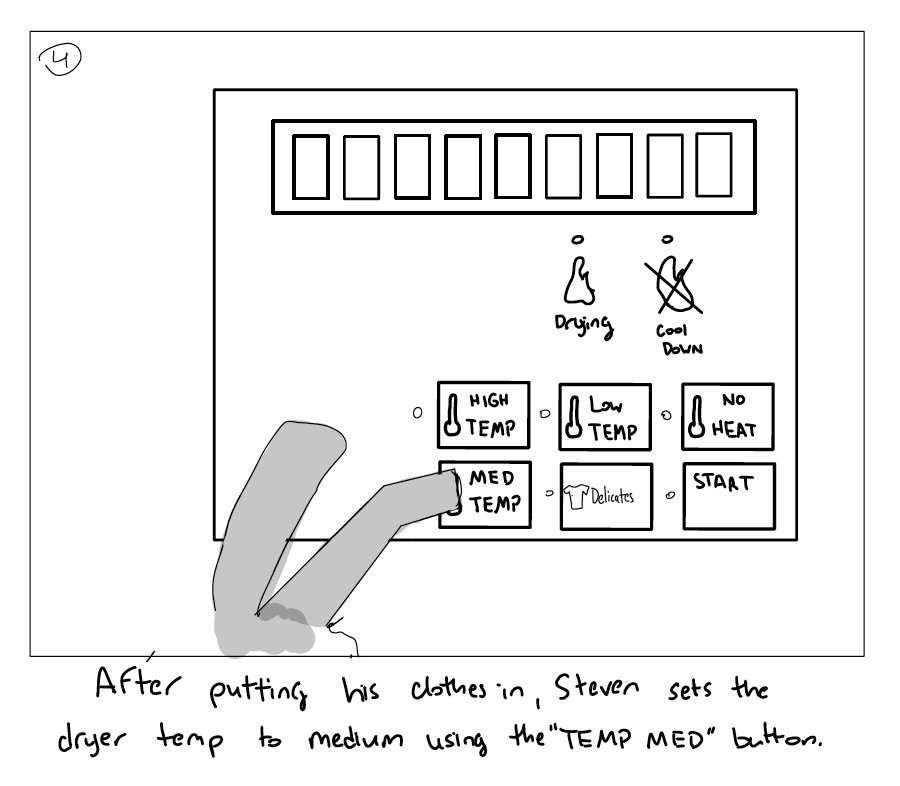 4
Drying
Cool
DOWN
HIGH
TEMP
LOW
TEMP
NO
HEAT
MED
TEMP
Delicates
START
After putting his clothes in, Steven sets the
dryer temp to medium using the "TEMP MED" button.